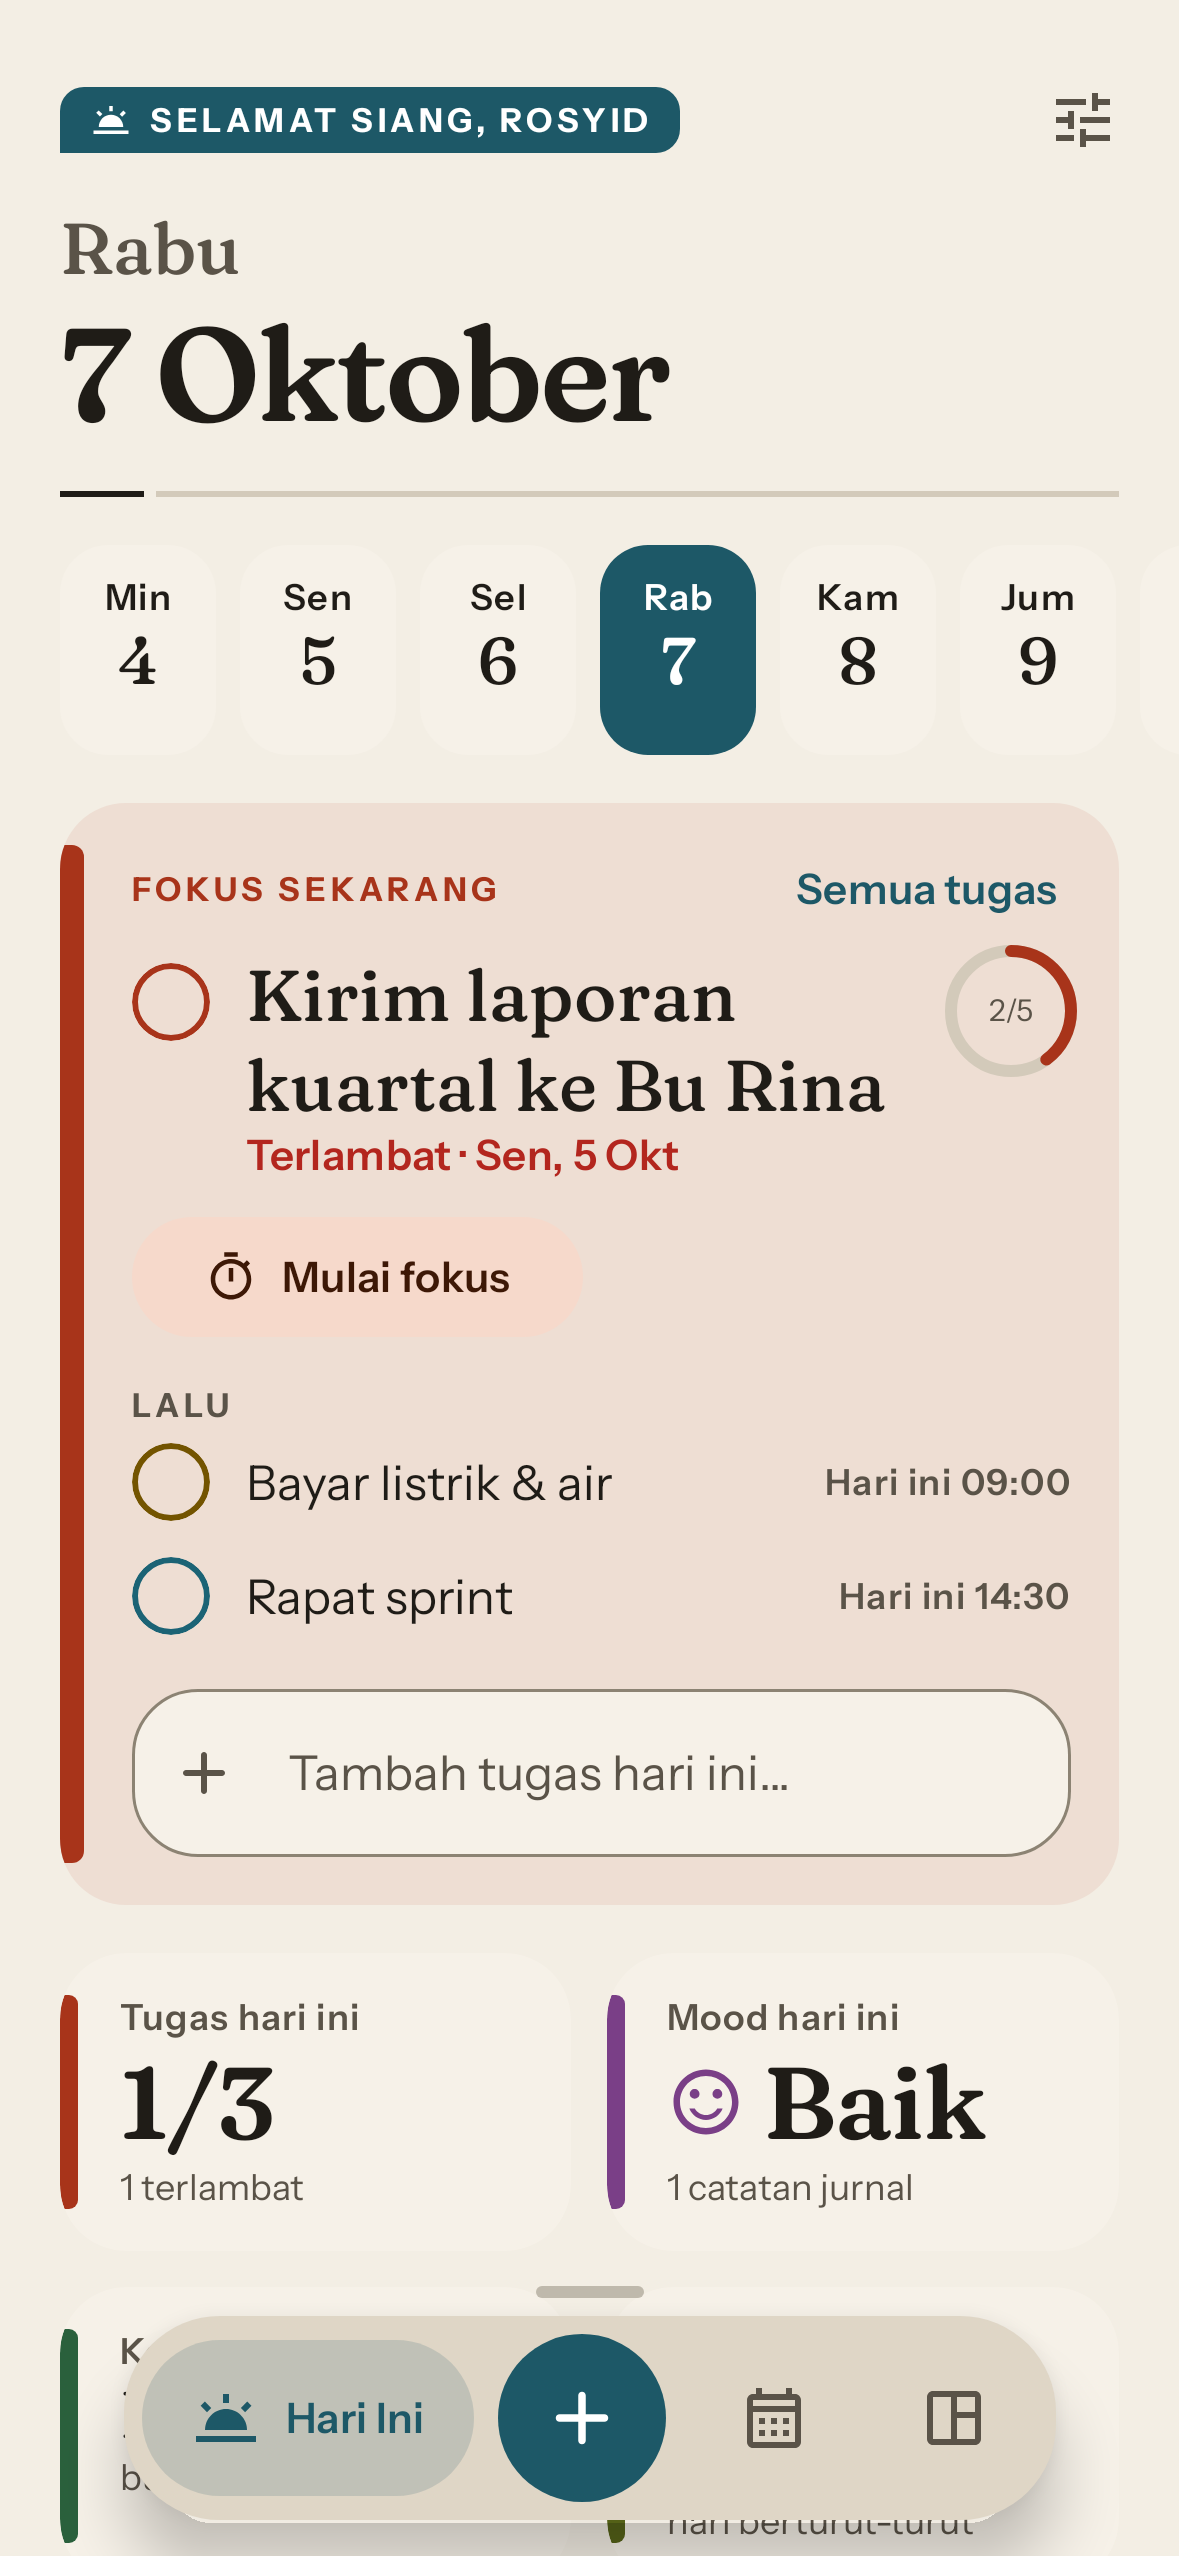 SELAMAT SIANG, ROSYID
Rabu
7 Oktober
Min Sen Sel Rab Kam Jum
4 5 6 7 8 9
FOKUS SEKARANG
Semua tugas
Kirim laporan
kuartal ke Bu Rina
2/5
Terlambat · Sen, 5 Okt
Mulai fokus
LALU
Bayar listrik & air
Hari ini 09:00
Rapat sprint
Hari ini 14:30
Tambah tugas hari ini...
Tugas hari ini
1/3
1 terlambat
Mood hari ini
Baik
1 catatan jurnal
Hari Ini
hari berturut-turut